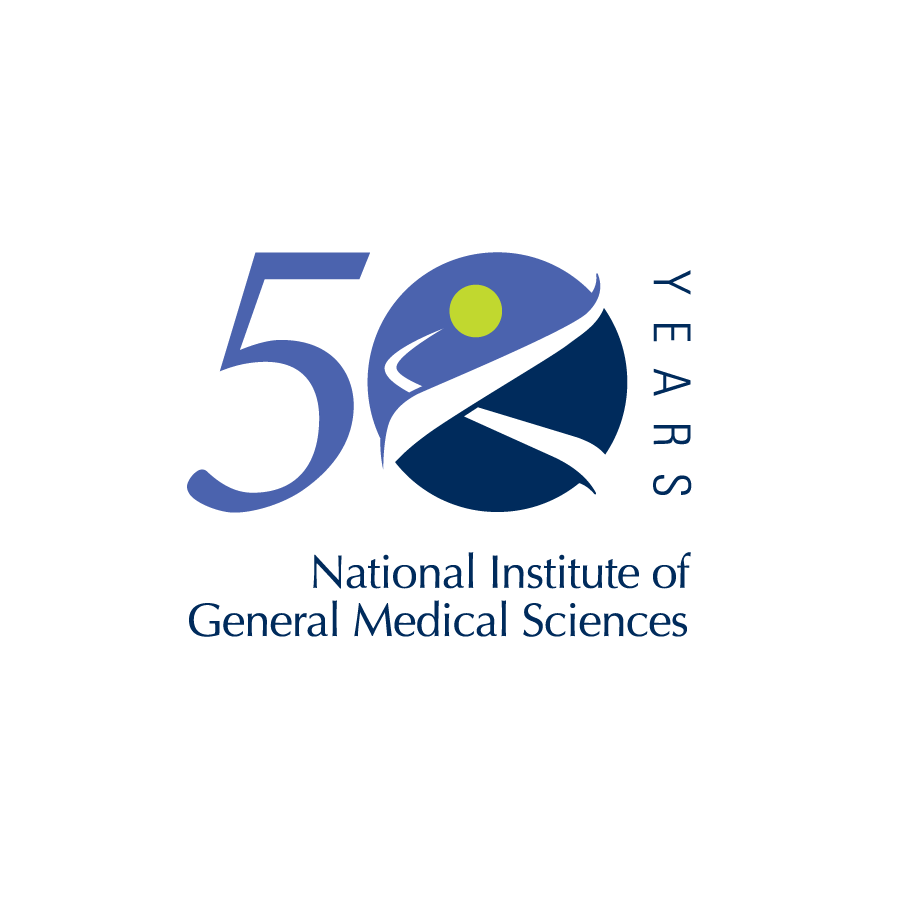 50
YEARS
National Institute of
General Medical Sciences